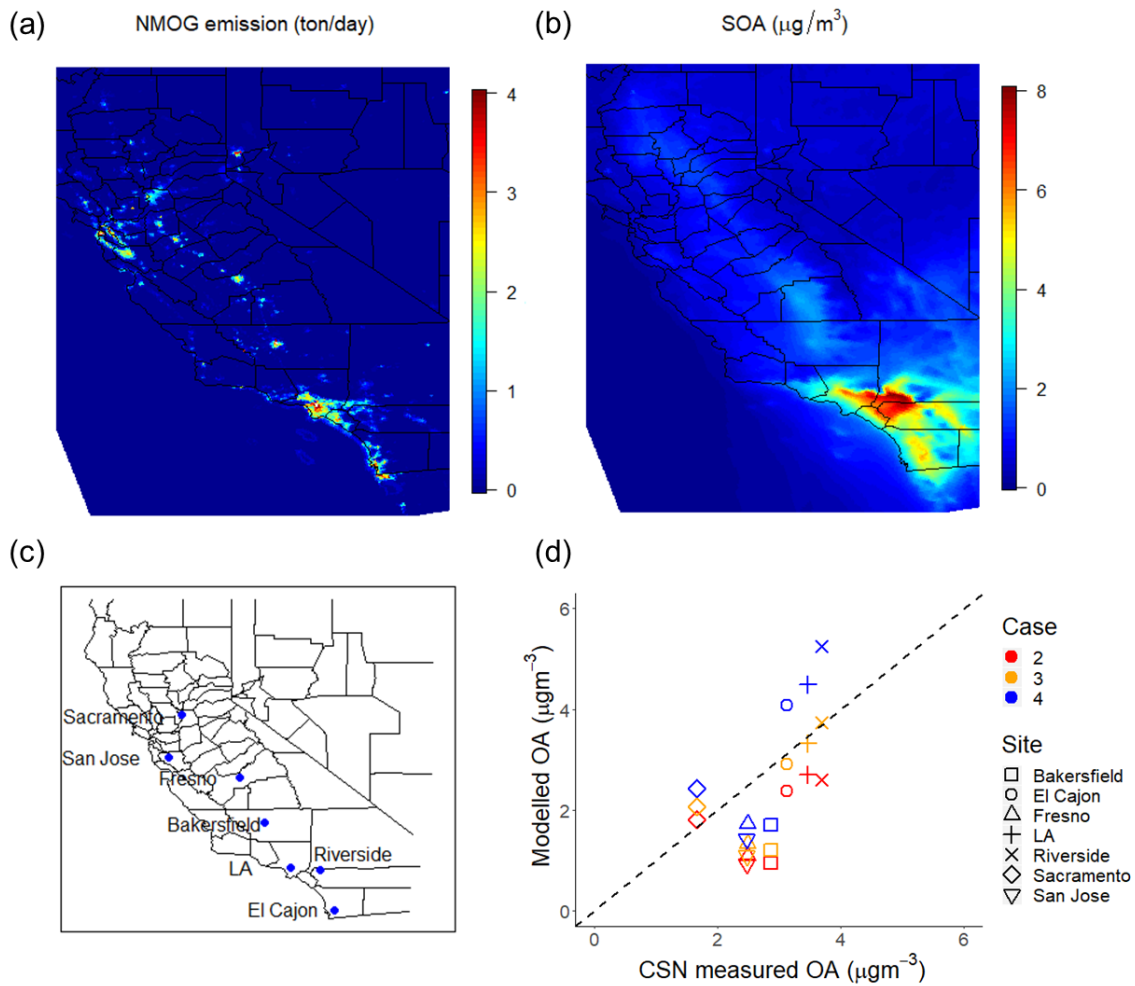 (a)
NMOG emission (ton/day)
4
3
2
1
0
(b)
SOA (μg/m³)
8
6
4
2
0
(c)
Sacramento
San Jose
Fresno
Bakersfield
LA
Riverside
El Cajon
(d)
Modelled OA (μgm⁻³)
6
4
2
0
0 2 4 6
CSN measured OA (μgm⁻³)
Case
2
3
4
Site
Bakersfield
El Cajon
Fresno
LA
Riverside
Sacramento
San Jose